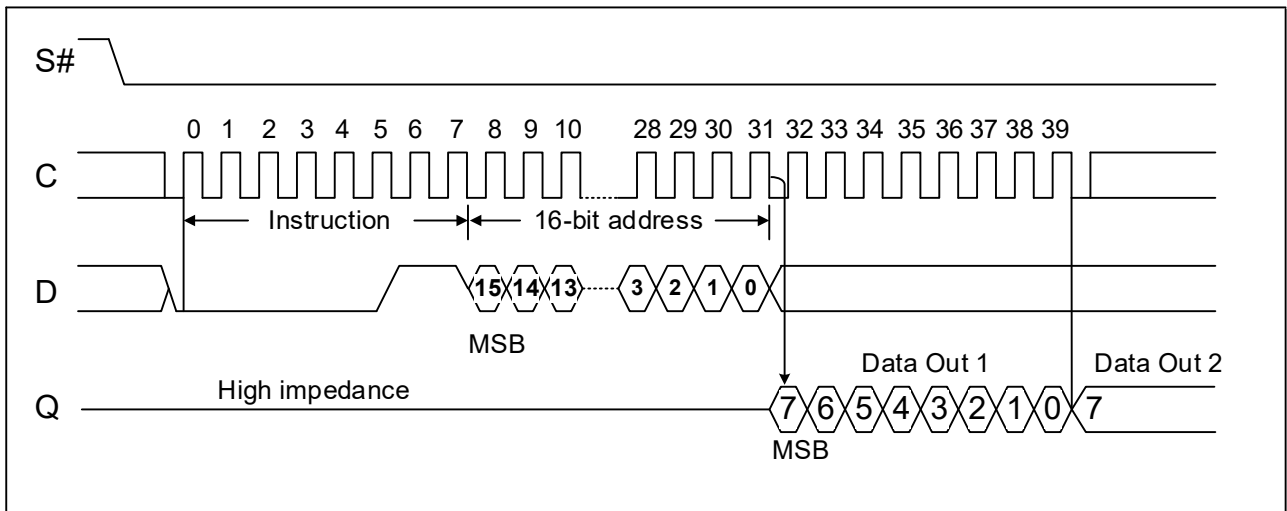 S#
0 1 2 3 4 5 6 7 8 9 10 28 29 30 31 32 33 34 35 36 37 38 39
C
Instruction 16-bit address
D 15 14 13 3 2 1 0
MSB
Data Out 1 Data Out 2
High impedance
Q 7 6 5 4 3 2 1 0 7
MSB